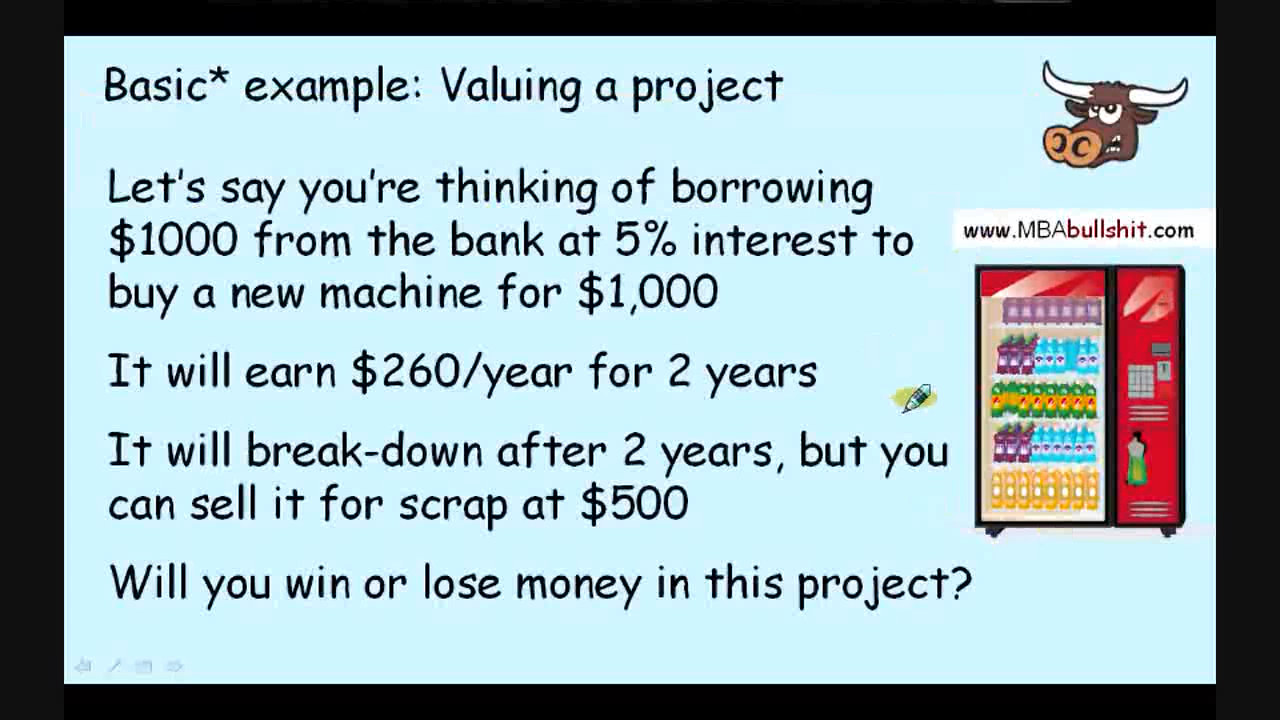 Basic* example: Valuing a project
Let's say you're thinking of borrowing
$1000 from the bank at 5% interest to
buy a new machine for $1,000
www.MBAbullshit.com
It will earn $260/year for 2 years
It will break-down after 2 years, but you
can sell it for scrap at $500
Will you win or lose money in this project?